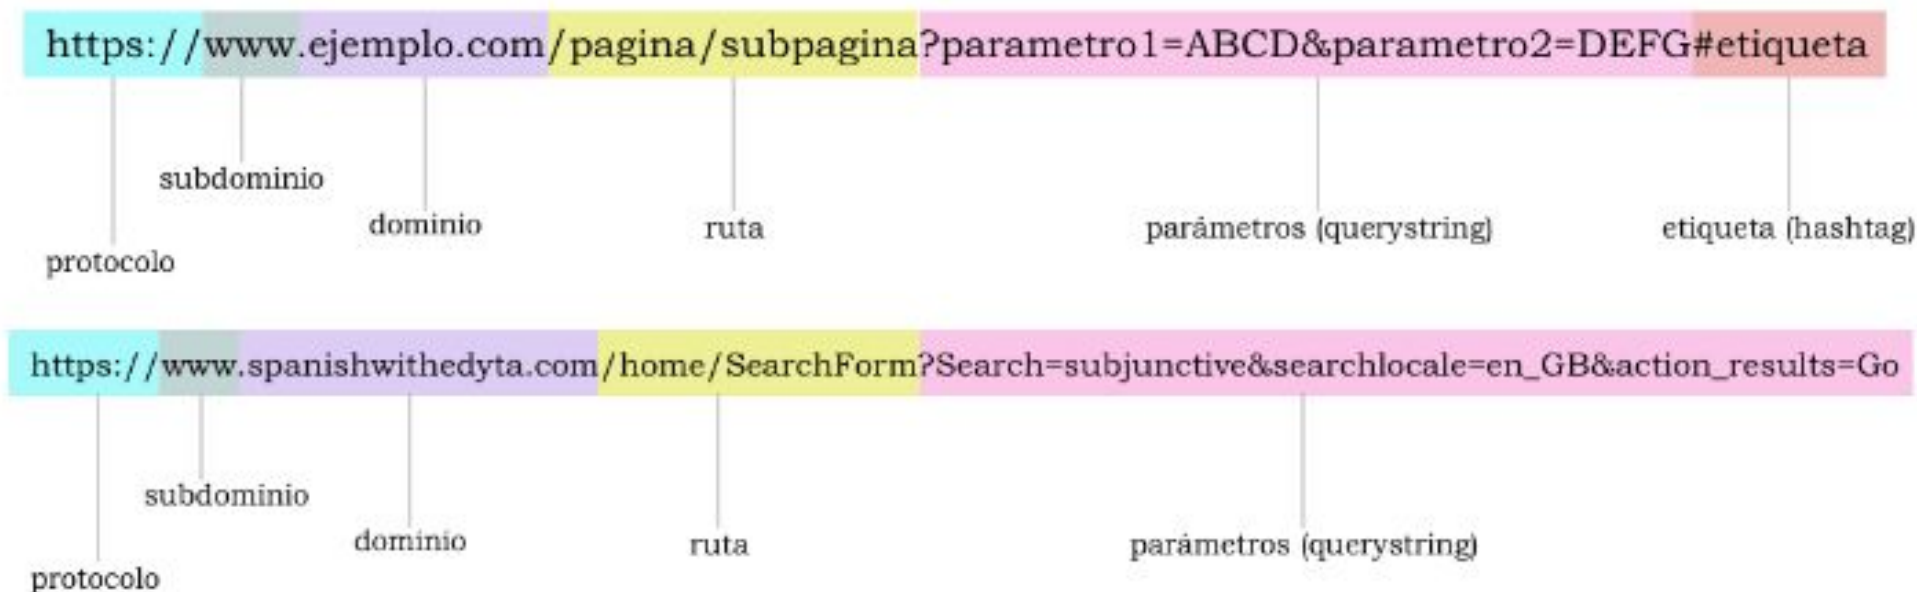 https://www.ejemplo.com/pagina/subpagina?parametro1=ABCD&parametro2=DEFG#etiqueta
subdominio
dominio
ruta
parámetros (querystring)
etiqueta (hashtag)
protocolo
https://www.spanishwithedyta.com/home/SearchForm?Search=subjunctive&searchlocale=en_GB&action_results=Go
subdominio
dominio
ruta
parámetros (querystring)
protocolo